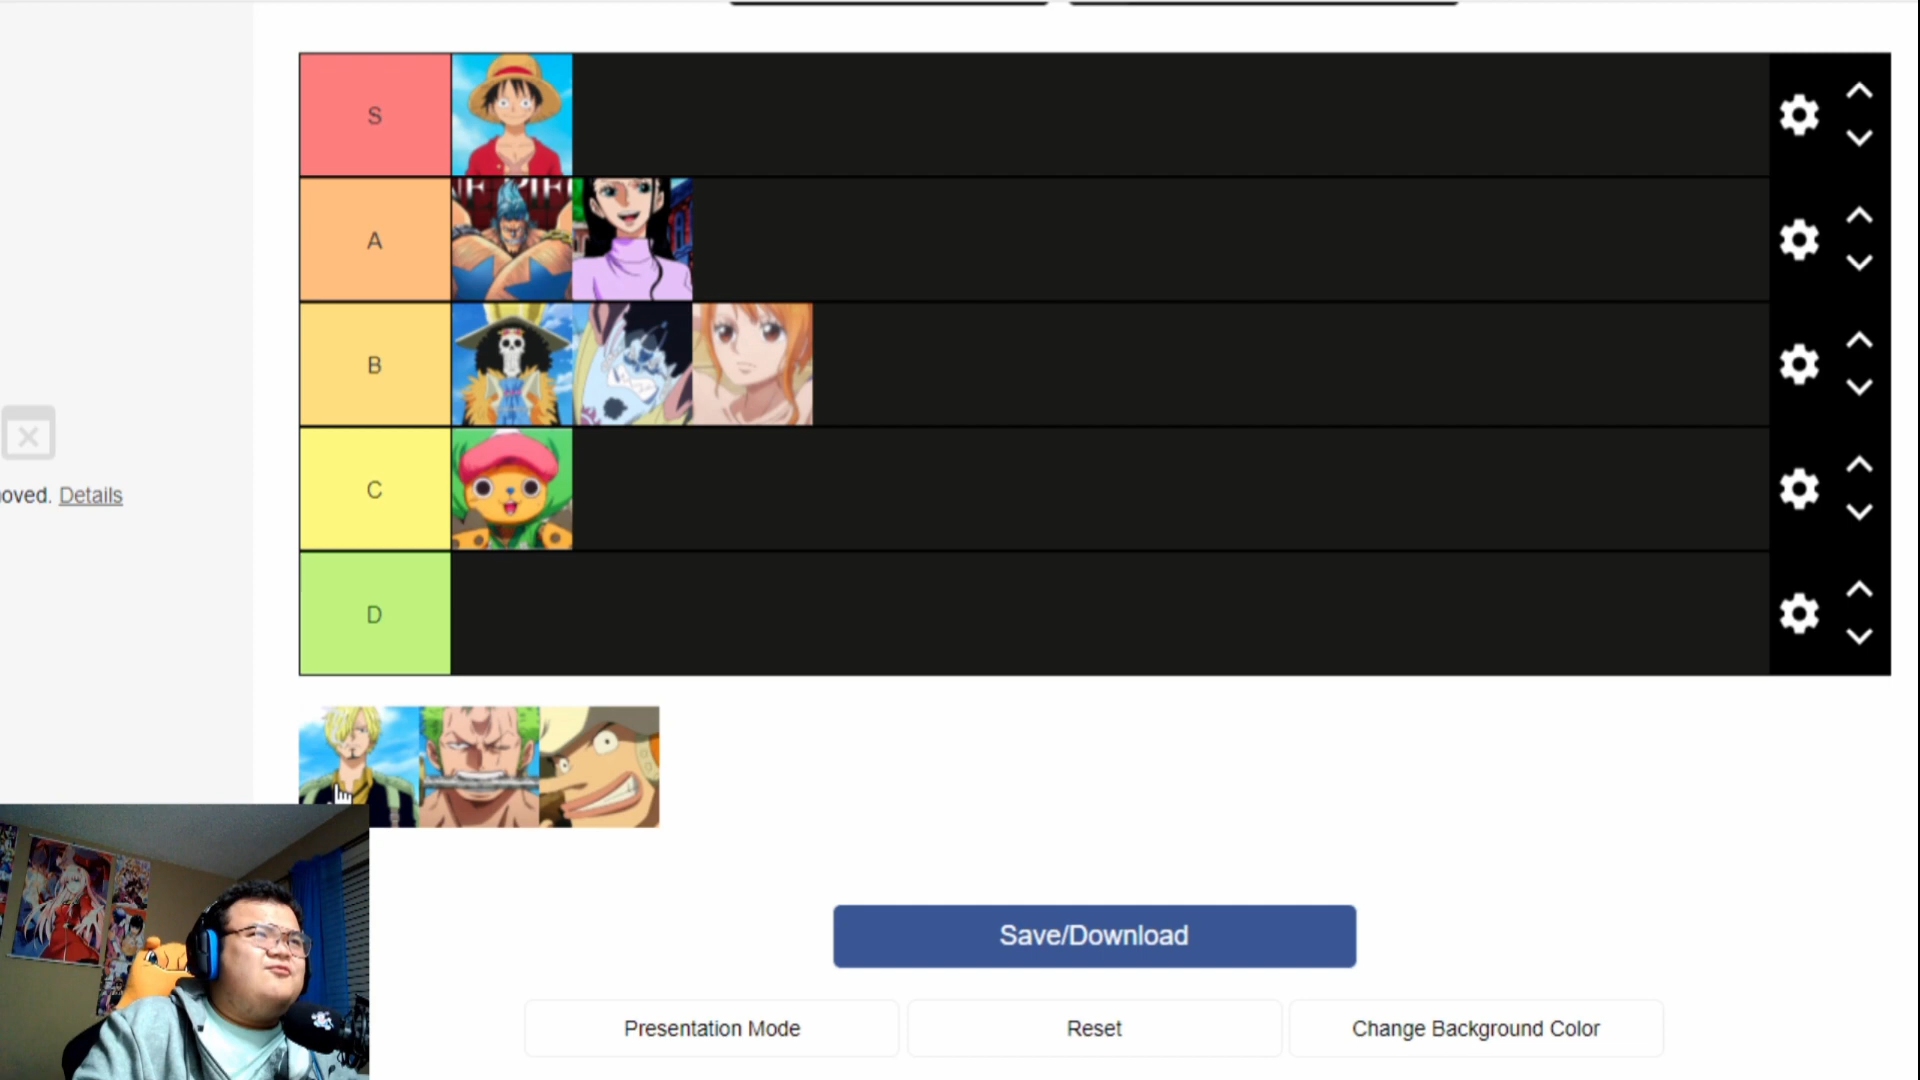 S
A
B
C
oved. Details
D
Save/Download
Presentation Mode
Reset
Change Background Color